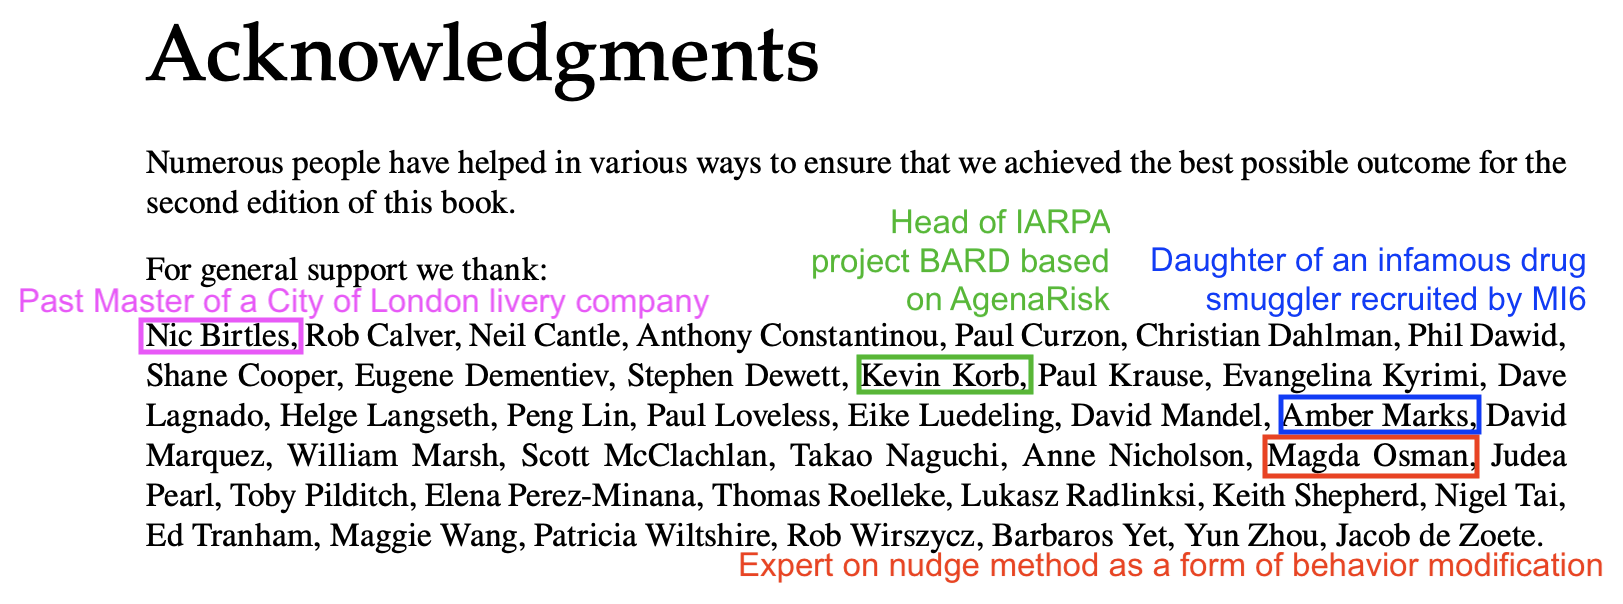 Acknowledgments
Numerous people have helped in various ways to ensure that we achieved the best possible outcome for the
second edition of this book.
Head of IARPA
project BARD based
on AgenaRisk
Daughter of an infamous drug
smuggler recruited by MI6
For general support we thank:
Past Master of a City of London livery company
Nic Birtles, Rob Calver, Neil Cantle, Anthony Constantinou, Paul Curzon, Christian Dahlman, Phil Dawid,
Shane Cooper, Eugene Dementiev, Stephen Dewett, Kevin Korb, Paul Krause, Evangelina Kyrimi, Dave
Lagnado, Helge Langseth, Peng Lin, Paul Loveless, Eike Luedeling, David Mandel, Amber Marks, David
Marquez, William Marsh, Scott McClachlan, Takao Naguchi, Anne Nicholson, Magda Osman, Judea
Pearl, Toby Pilditch, Elena Perez-Minana, Thomas Roelleke, Lukasz Radlinksi, Keith Shepherd, Nigel Tai,
Ed Tranham, Maggie Wang, Patricia Wiltshire, Rob Wirszycz, Barbaros Yet, Yun Zhou, Jacob de Zoete.
Expert on nudge method as a form of behavior modification